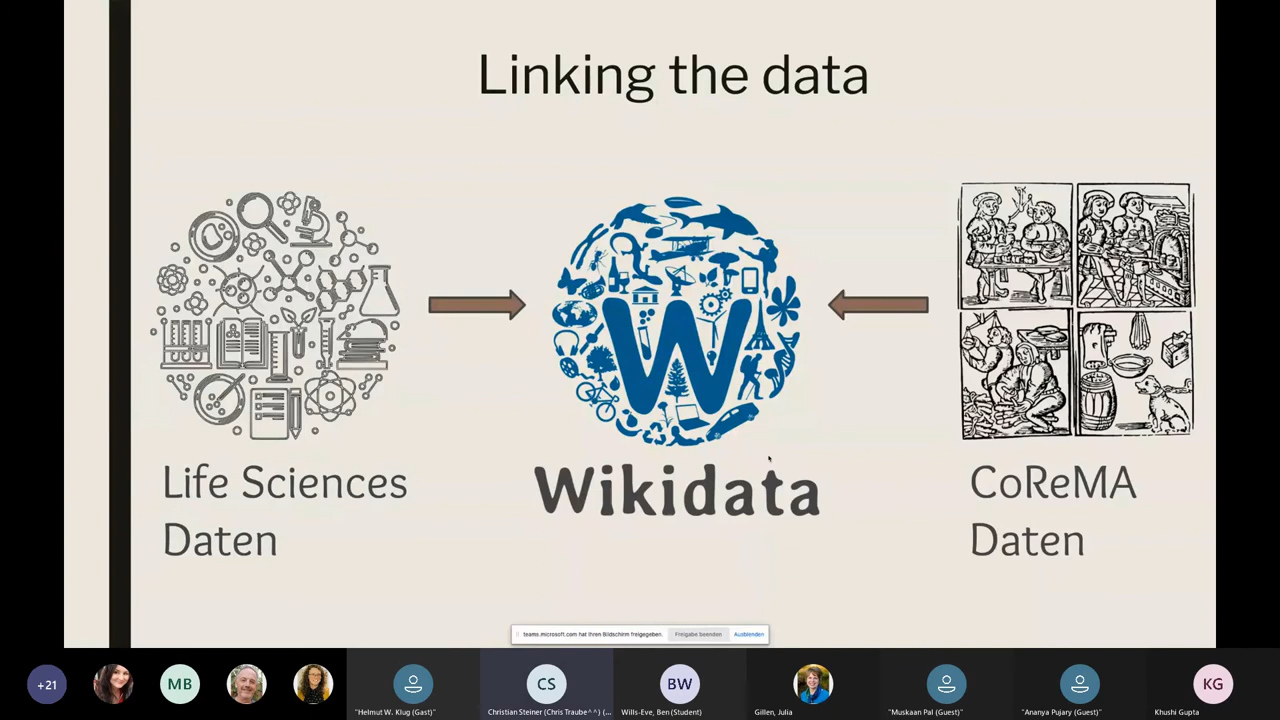 Linking the data
W
Life Sciences
Daten
Wikidata
CoReMA
Daten
teams.microsoft.com hat Ihren Bildschirm freigegeben.
Freigabe beenden
Ausblenden
+21
MB
CS
BW
KG
"Helmut W. Klug (Gast)"
Christian Steiner (Chris Traube^^) (...
Wills-Eve, Ben (Student)
Gillen, Julia
"Muskaan Pal (Guest)"
"Ananya Pujary (Guest)"
Khushi Gupta